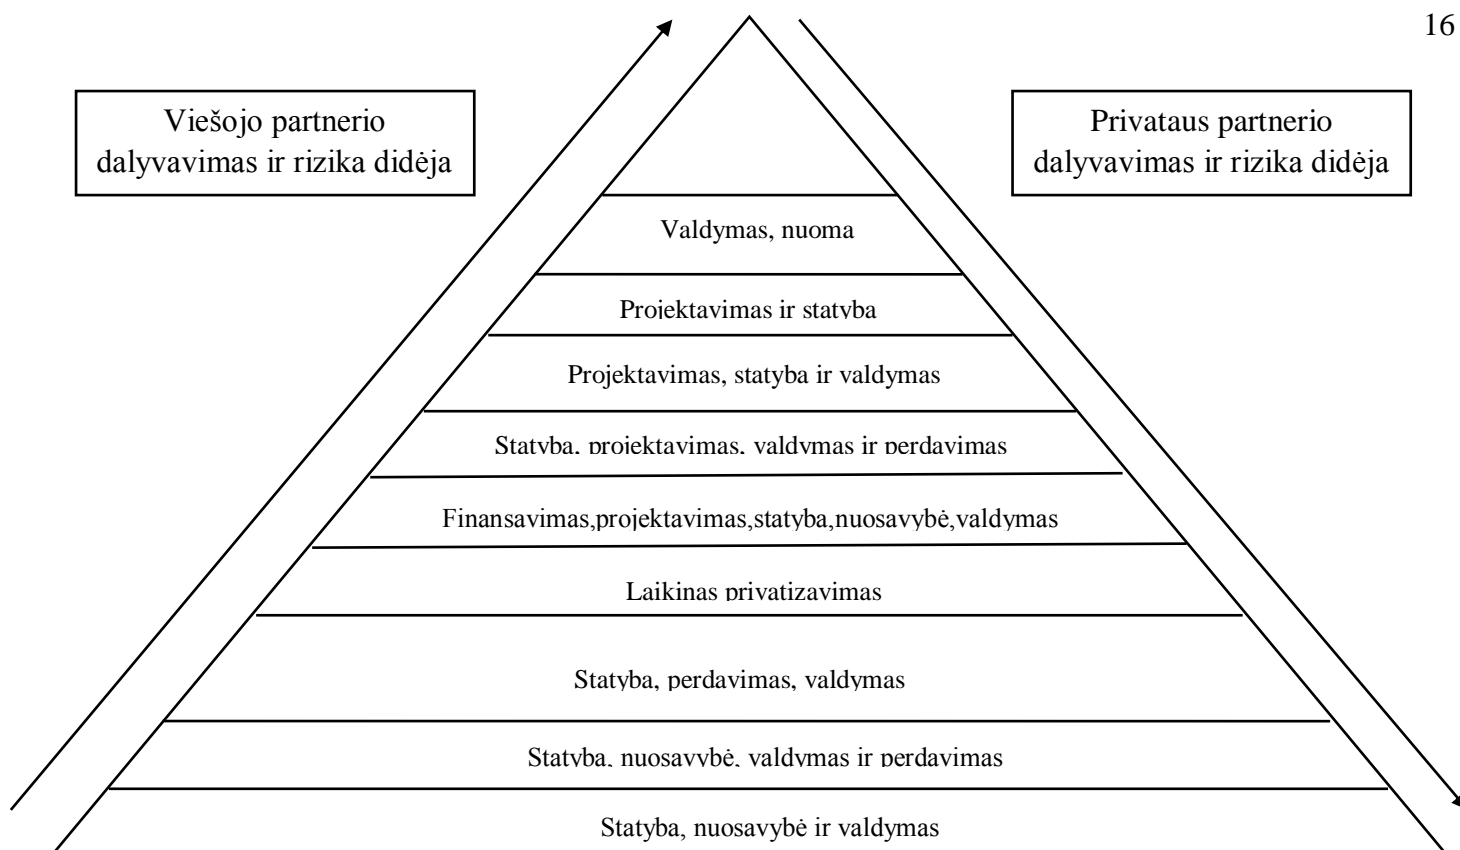 16
Viešojo partnerio
dalyvavimas ir rizika didėja
Privataus partnerio
dalyvavimas ir rizika didėja
Valdymas, nuoma
Projektavimas ir statyba
Projektavimas, statyba ir valdymas
Statyba, projektavimas, valdymas ir perdavimas
Finansavimas,projektavimas,statyba,nuosavybė,valdymas
Laikinas privatizavimas
Statyba, perdavimas, valdymas
Statyba, nuosavybė, valdymas ir perdavimas
Statyba, nuosavybė ir valdymas